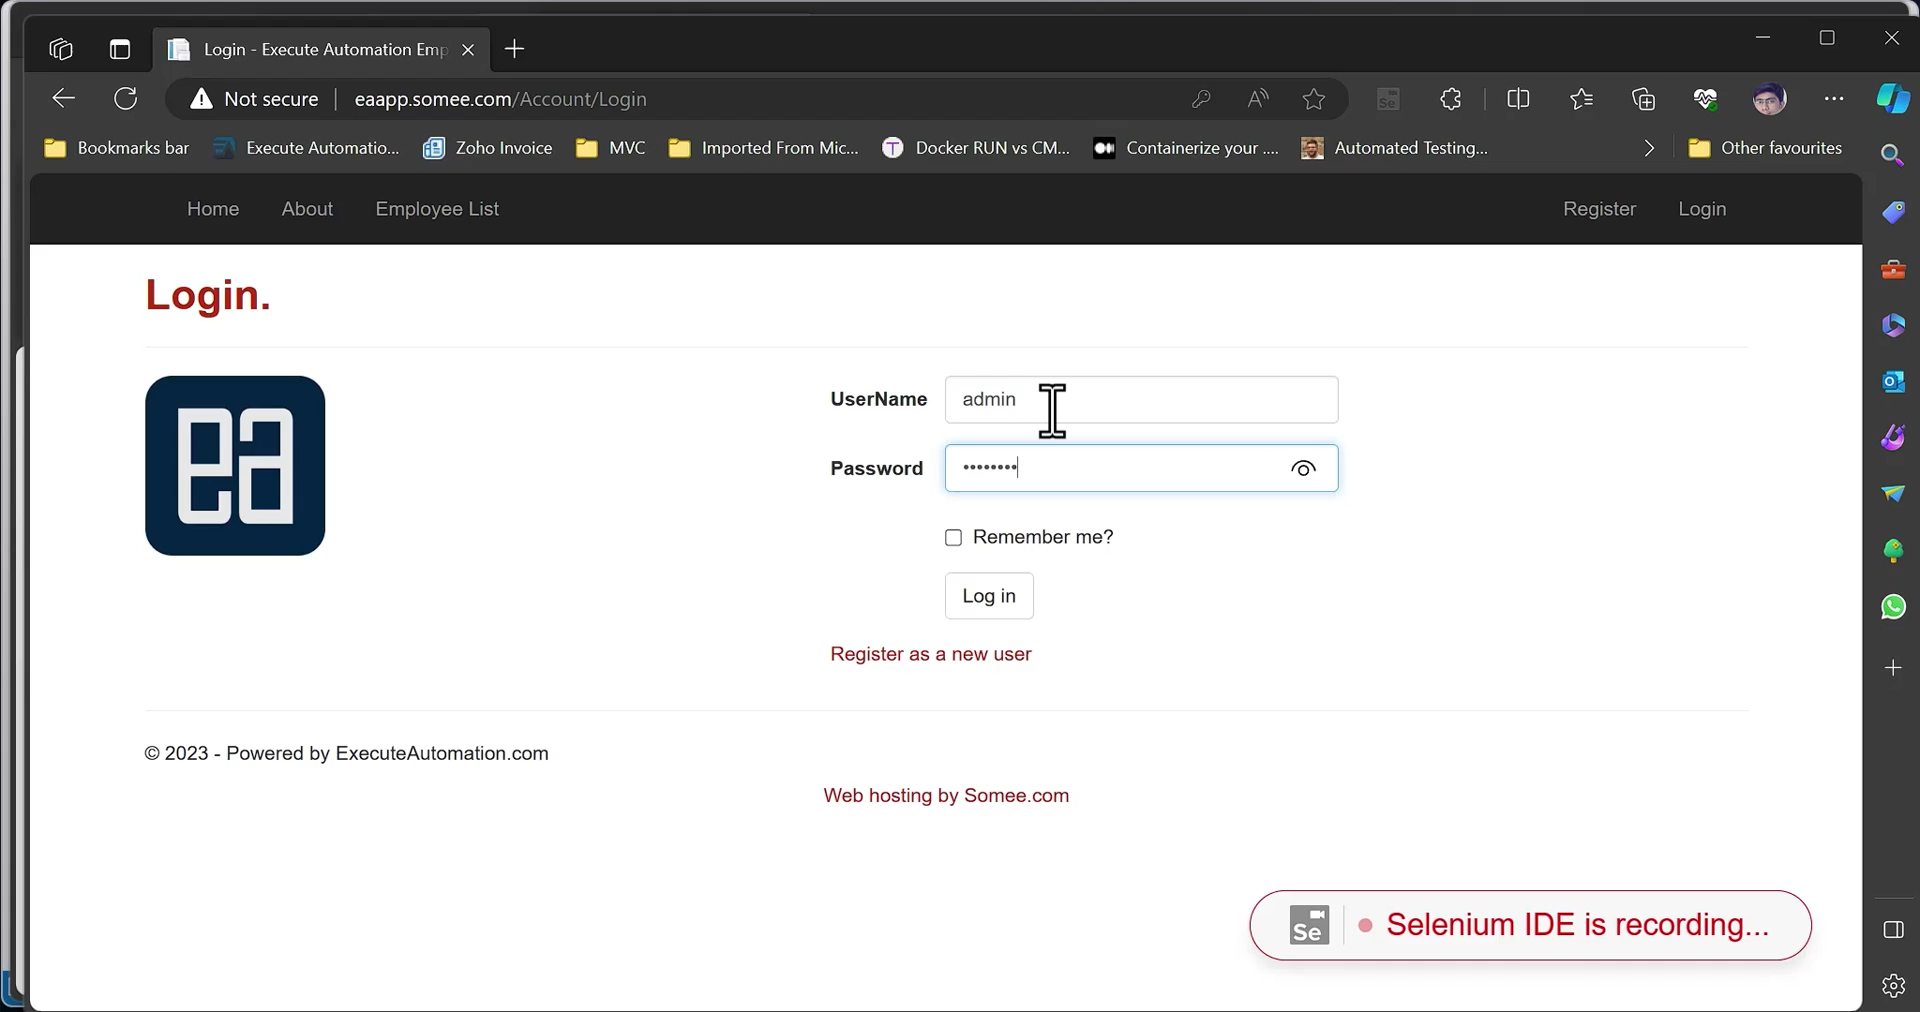 Login - Execute Automation Emp
Not secure eaapp.somee.com/Account/Login
Se
Bookmarks bar Execute Automatio... Zoho Invoice MVC Imported From Mic... T Docker RUN vs CM... Containerize your .... Automated Testing... Other favourites
Home About Employee List Register Login
Login.
ea
UserName admin
Password ••••••••
Remember me?
Log in
Register as a new user
© 2023 - Powered by ExecuteAutomation.com
Web hosting by Somee.com
Se Selenium IDE is recording...